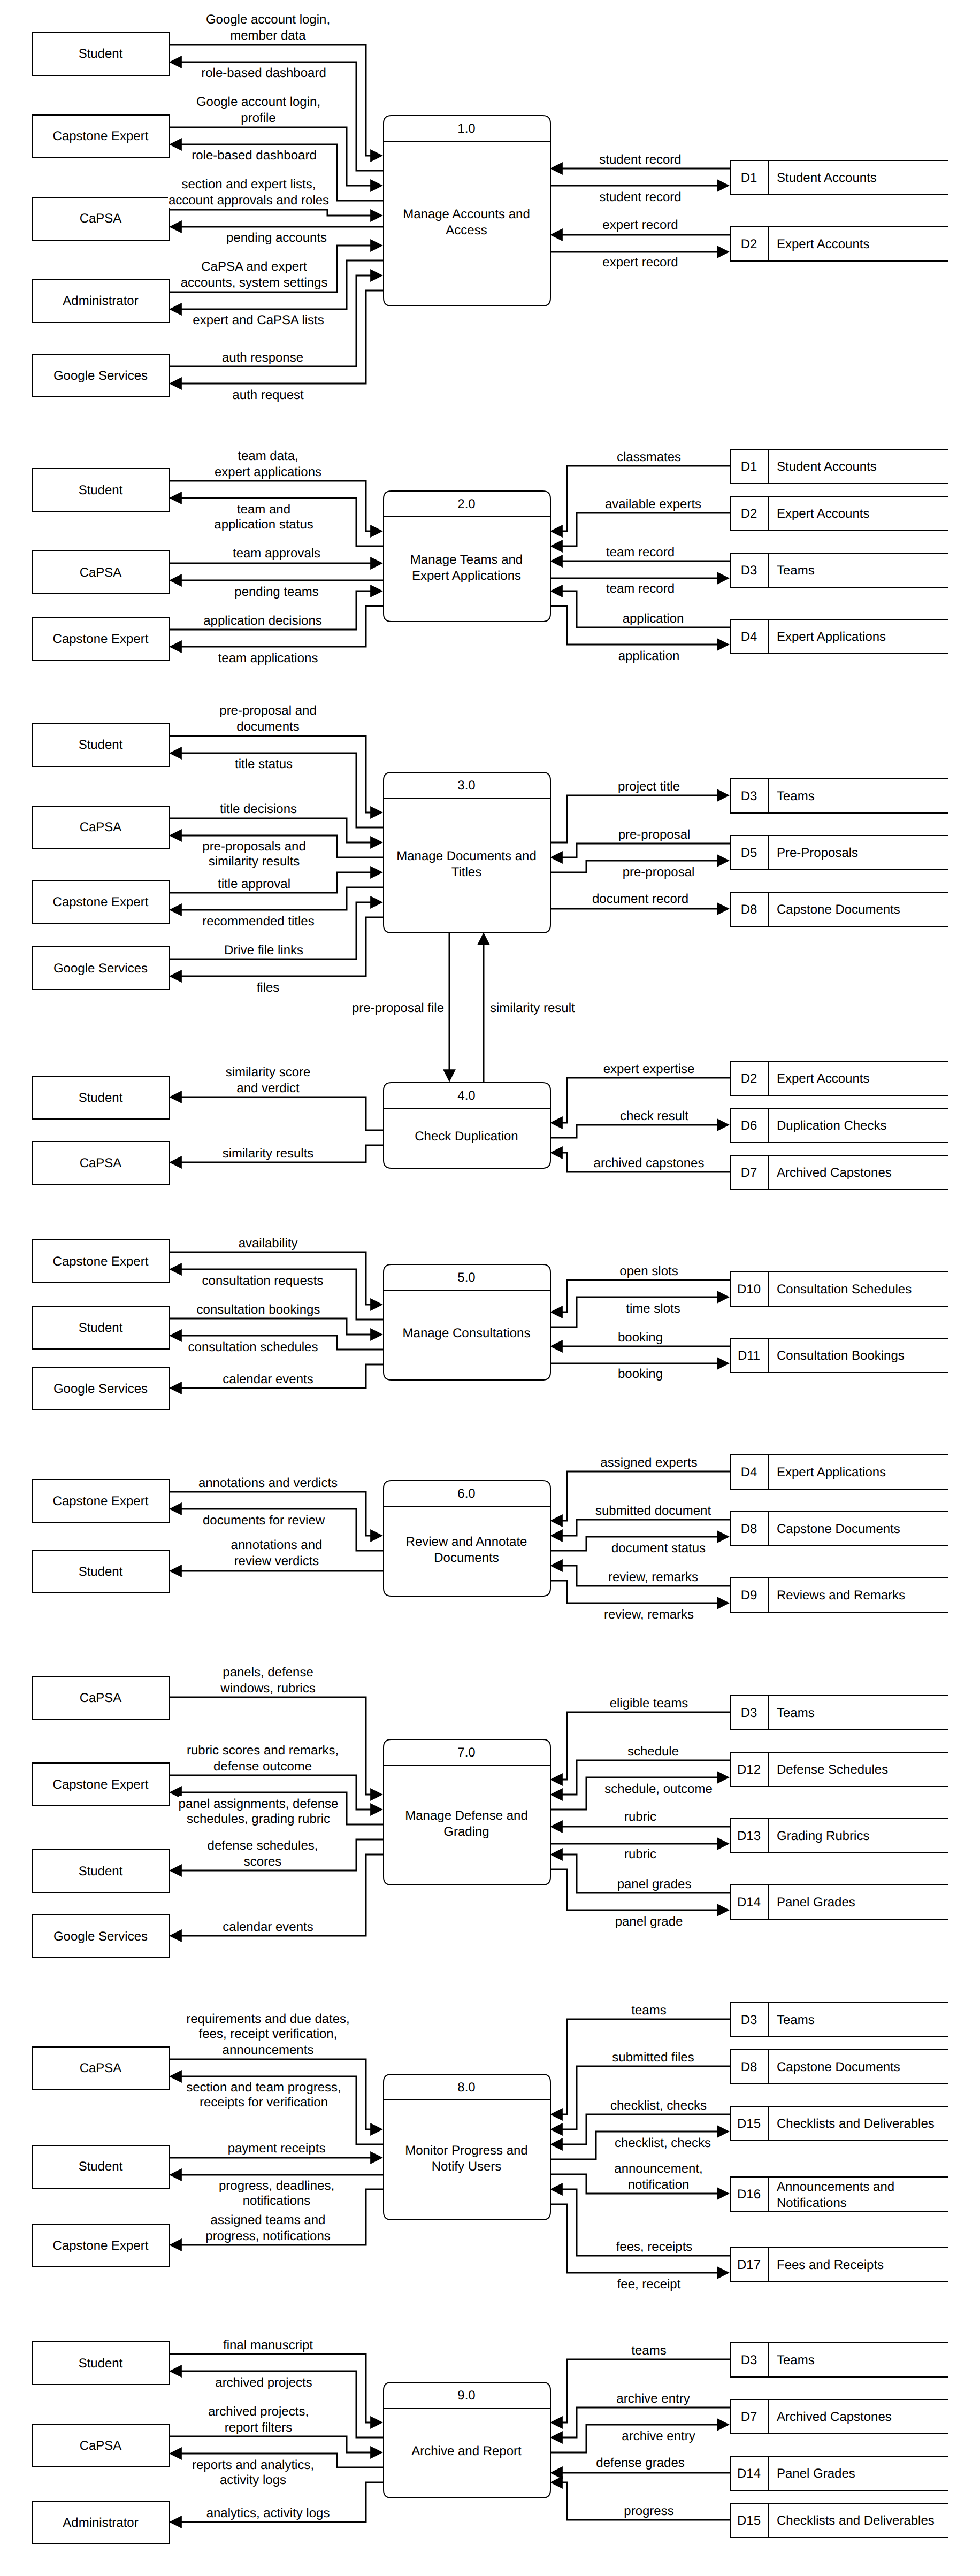 Google account login,
member data
Student
role-based dashboard
Google account login,
profile
Capstone Expert
role-based dashboard
section and expert lists,
account approvals and roles
CaPSA
pending accounts
CaPSA and expert
accounts, system settings
Administrator
expert and CaPSA lists
auth response
Google Services
auth request
1.0
Manage Accounts and
Access
student record
D1 Student Accounts
student record
expert record
D2 Expert Accounts
expert record
team data,
expert applications
Student
team and
application status
team approvals
CaPSA
pending teams
application decisions
Capstone Expert
team applications
2.0
Manage Teams and
Expert Applications
classmates
D1 Student Accounts
available experts
D2 Expert Accounts
team record
D3 Teams
team record
application
D4 Expert Applications
application
pre-proposal and
documents
Student
title status
title decisions
CaPSA
pre-proposals and
similarity results
title approval
Capstone Expert
recommended titles
Drive file links
Google Services
files
3.0
Manage Documents and
Titles
project title
D3 Teams
pre-proposal
D5 Pre-Proposals
pre-proposal
document record
D8 Capstone Documents
pre-proposal file
similarity result
similarity score
and verdict
Student
similarity results
CaPSA
4.0
Check Duplication
expert expertise
D2 Expert Accounts
check result
D6 Duplication Checks
archived capstones
D7 Archived Capstones
availability
Capstone Expert
consultation requests
consultation bookings
Student
consultation schedules
calendar events
Google Services
5.0
Manage Consultations
open slots
D10 Consultation Schedules
time slots
booking
D11 Consultation Bookings
booking
annotations and verdicts
Capstone Expert
documents for review
annotations and
review verdicts
Student
6.0
Review and Annotate
Documents
assigned experts
D4 Expert Applications
submitted document
D8 Capstone Documents
document status
review, remarks
D9 Reviews and Remarks
review, remarks
panels, defense
windows, rubrics
CaPSA
rubric scores and remarks,
defense outcome
Capstone Expert
panel assignments, defense
schedules, grading rubric
defense schedules,
scores
Student
calendar events
Google Services
7.0
Manage Defense and
Grading
eligible teams
D3 Teams
schedule
D12 Defense Schedules
schedule, outcome
rubric
D13 Grading Rubrics
rubric
panel grades
D14 Panel Grades
panel grade
requirements and due dates,
fees, receipt verification,
announcements
CaPSA
section and team progress,
receipts for verification
payment receipts
Student
progress, deadlines,
notifications
assigned teams and
progress, notifications
Capstone Expert
8.0
Monitor Progress and
Notify Users
teams
D3 Teams
submitted files
D8 Capstone Documents
checklist, checks
D15 Checklists and Deliverables
checklist, checks
announcement,
notification
D16 Announcements and
Notifications
fees, receipts
D17 Fees and Receipts
fee, receipt
final manuscript
Student
archived projects
archived projects,
report filters
CaPSA
reports and analytics,
activity logs
analytics, activity logs
Administrator
9.0
Archive and Report
teams
D3 Teams
archive entry
D7 Archived Capstones
archive entry
defense grades
D14 Panel Grades
progress
D15 Checklists and Deliverables